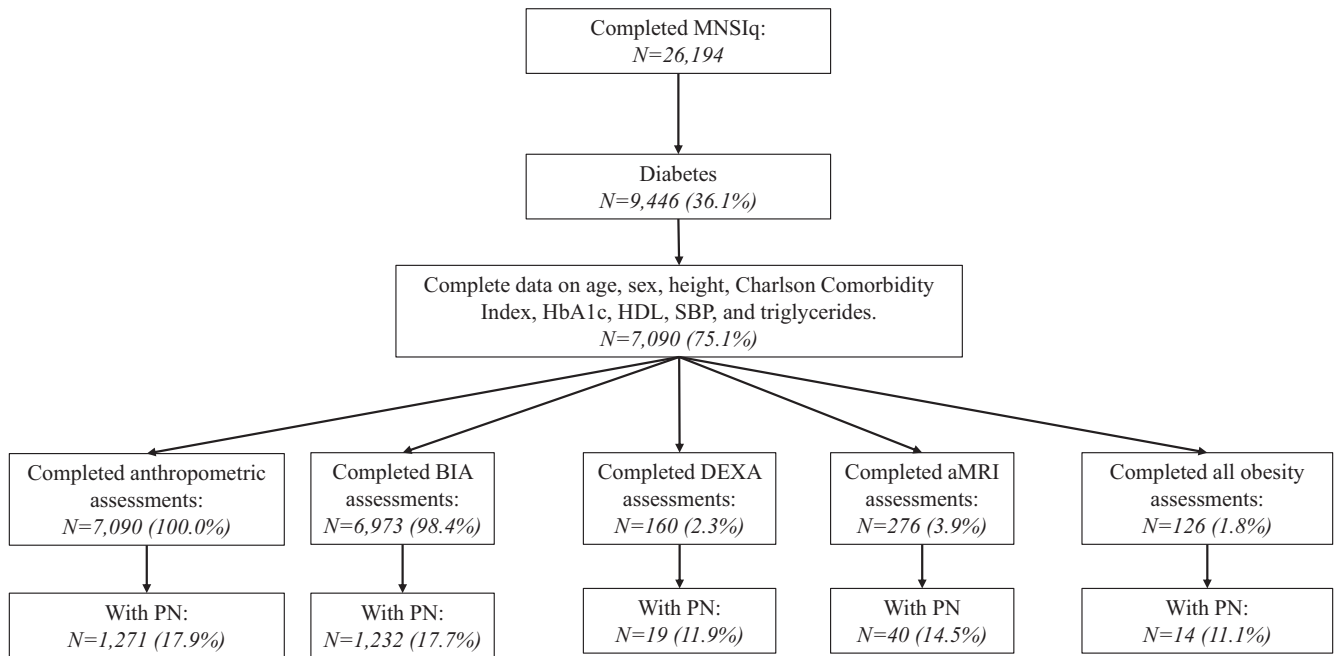 Completed MNSIq:
N=26,194
Diabetes
N=9,446 (36.1%)
Complete data on age, sex, height, Charlson Comorbidity
Index, HbA1c, HDL, SBP, and triglycerides.
N=7,090 (75.1%)
Completed anthropometric
assessments:
N=7,090 (100.0%)
Completed BIA
assessments:
N=6,973 (98.4%)
Completed DEXA
assessments:
N=160 (2.3%)
Completed aMRI
assessments:
N=276 (3.9%)
Completed all obesity
assessments:
N=126 (1.8%)
With PN:
N=1,271 (17.9%)
With PN:
N=1,232 (17.7%)
With PN:
N=19 (11.9%)
With PN
N=40 (14.5%)
With PN:
N=14 (11.1%)